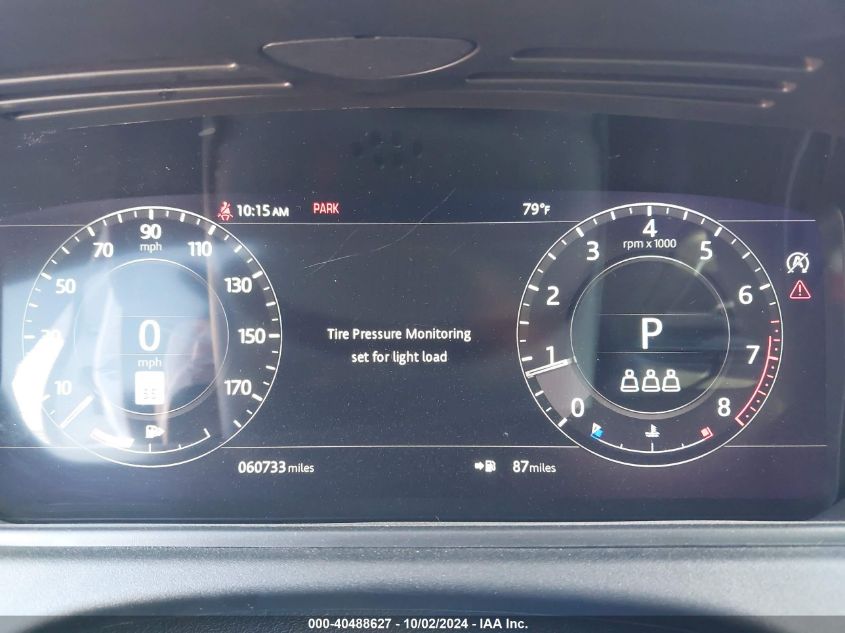 10:15 AM PARK 79°F
90
mph
70 110
50 130
30 0 150
mph
10 170
Tire Pressure Monitoring
set for light load
4
rpm x 1000
3 5
2 6
P
1 7
0 8
060733 miles 87 miles
000-40488627 - 10/02/2024 - IAA Inc.